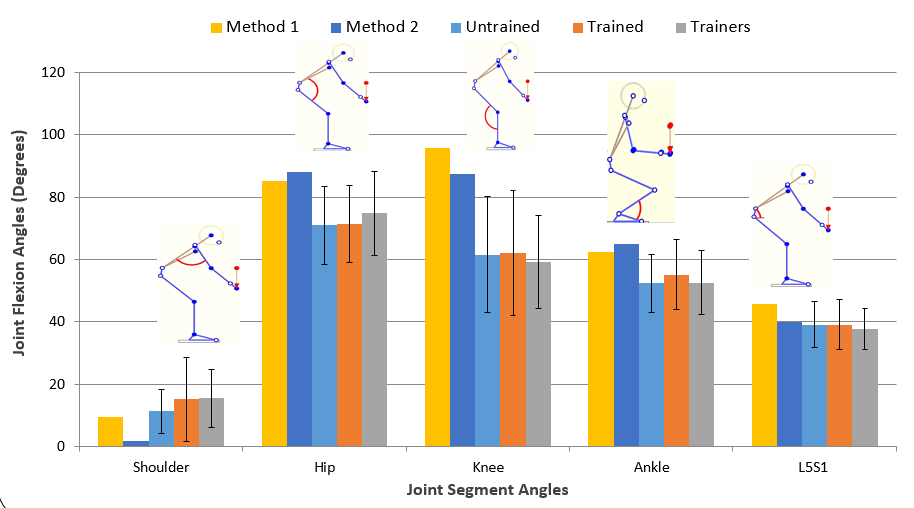 Method 1 Method 2 Untrained Trained Trainers
Joint Flexion Angles (Degrees)
120
100
80
60
40
20
0
Shoulder Hip Knee Ankle L5S1
Joint Segment Angles